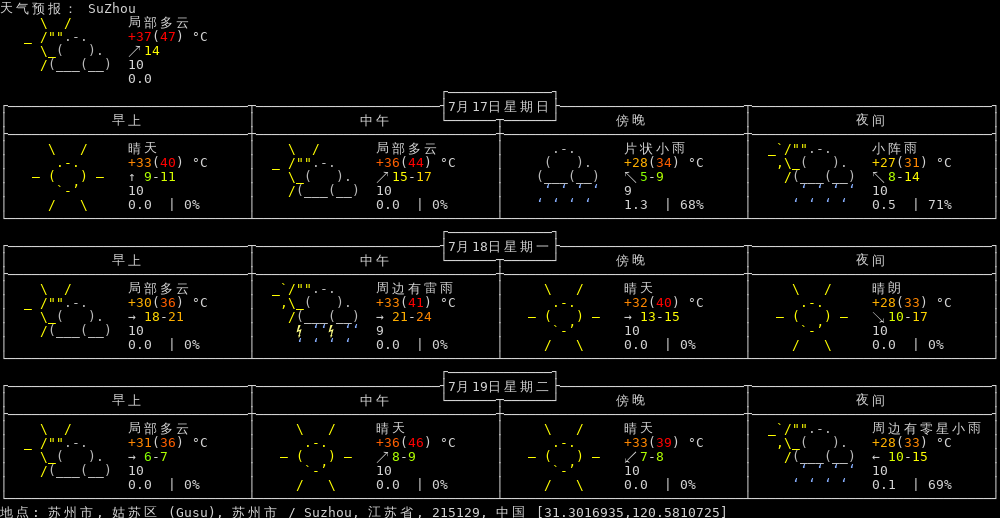 天气预报： SuZhou
局部多云
+37(47) °C
↗14
10
0.0
7月17日星期日
早上 中午 傍晚 夜间
晴天 局部多云 片状小雨 小阵雨
+33(40) °C +36(44) °C +28(34) °C +27(31) °C
↑ 9-11 ↗15-17 ↖5-9 ↖8-14
10 10 9 10
0.0 | 0% 0.0 | 0% 1.3 | 68% 0.5 | 71%
7月18日星期一
早上 中午 傍晚 夜间
局部多云 周边有雷雨 晴天 晴朗
+30(36) °C +33(41) °C +32(40) °C +28(33) °C
→ 18-21 → 21-24 → 13-15 ↘10-17
10 9 10 10
0.0 | 0% 0.0 | 0% 0.0 | 0% 0.0 | 0%
7月19日星期二
早上 中午 傍晚 夜间
局部多云 晴天 晴天 周边有零星小雨
+31(36) °C +36(46) °C +33(39) °C +28(33) °C
→ 6-7 ↗8-9 ↙7-8 ← 10-15
10 10 10 10
0.0 | 0% 0.0 | 0% 0.0 | 0% 0.1 | 69%
地点: 苏州市, 姑苏区 (Gusu), 苏州市 / Suzhou, 江苏省, 215129, 中国 [31.3016935,120.5810725]